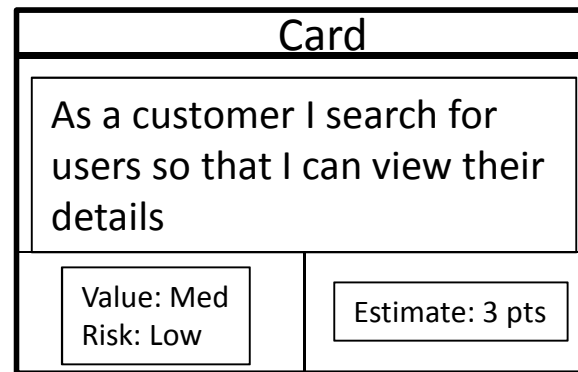 Card
As a customer I search for
users so that I can view their
details
Value: Med
Risk: Low
Estimate: 3 pts